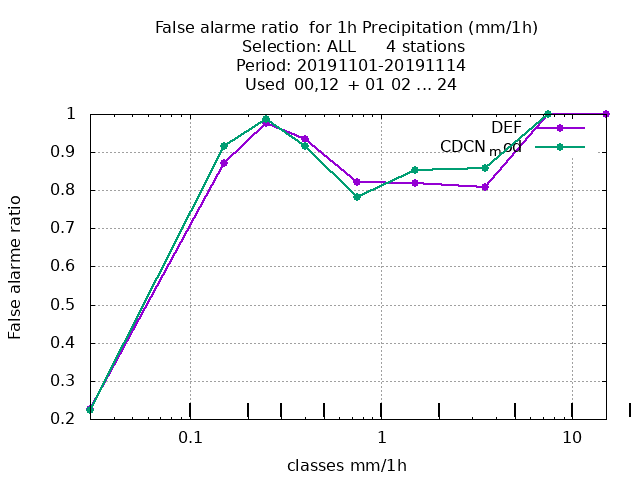 False alarme ratio for 1h Precipitation (mm/1h)
Selection: ALL 4 stations
Period: 20191101-20191114
Used 00,12 + 01 02 ... 24
DEF
CDCN mod
1
0.9
0.8
0.7
0.6
0.5
0.4
0.3
0.2
False alarme ratio
0.1 1 10
classes mm/1h